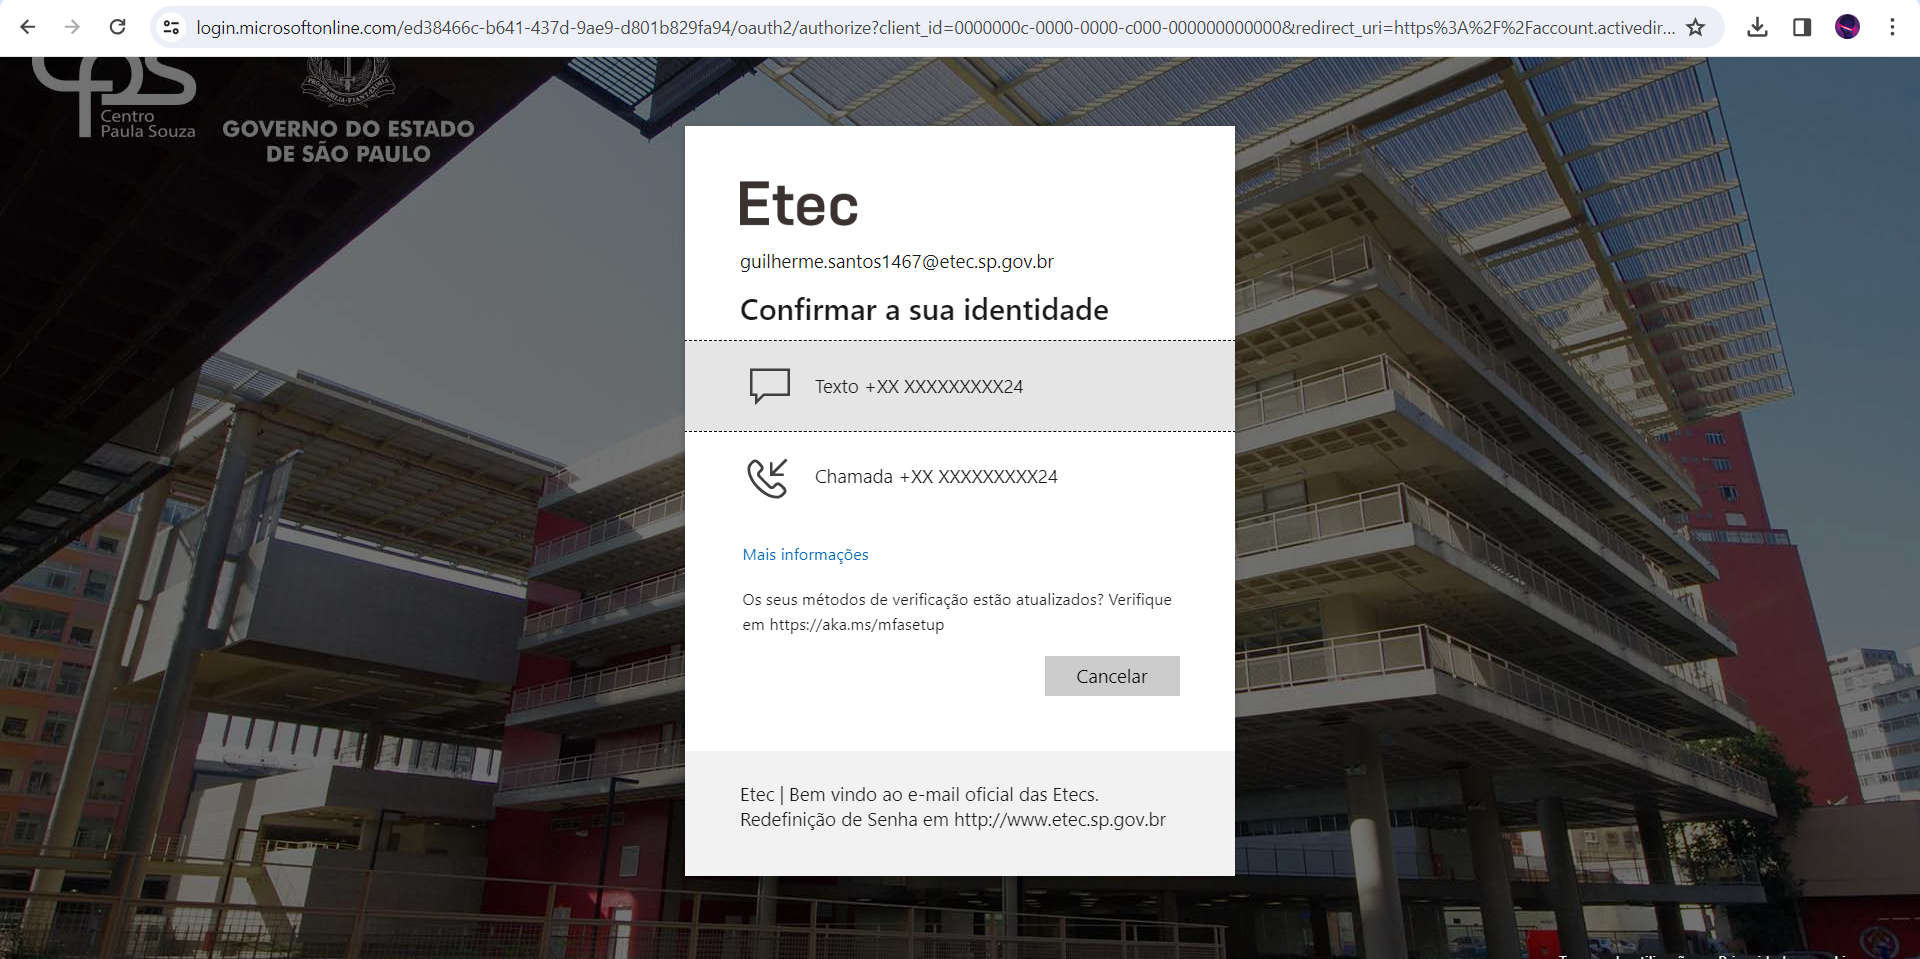 login.microsoftonline.com/ed38466c-b641-437d-9ae9-d801b829fa94/oauth2/authorize?client_id=0000000c-0000-0000-c000-000000000000&redirect_uri=https%3A%2F%2Faccount.activedir...
cps
Centro
Paula Souza
GOVERNO DO ESTADO
DE SÃO PAULO
Etec
guilherme.santos1467@etec.sp.gov.br
Confirmar a sua identidade
Texto +XX XXXXXXXXX24
Chamada +XX XXXXXXXXX24
Mais informações
Os seus métodos de verificação estão atualizados? Verifique
em https://aka.ms/mfasetup
Cancelar
Etec | Bem vindo ao e-mail oficial das Etecs.
Redefinição de Senha em http://www.etec.sp.gov.br